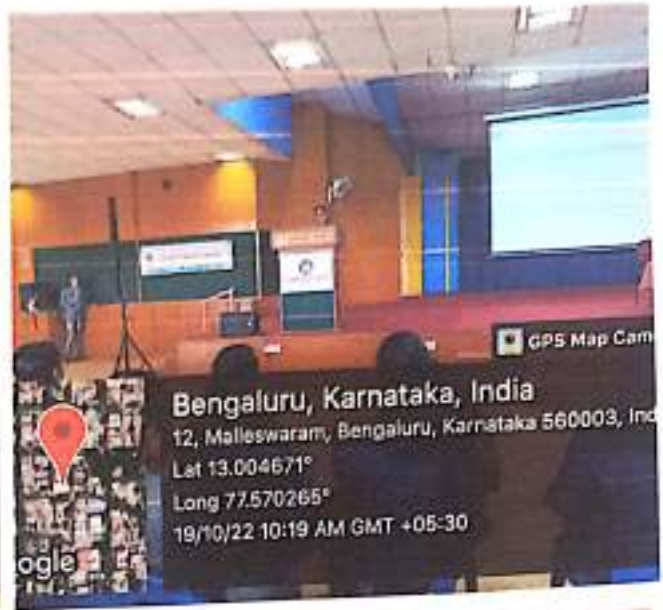 GPS Map Cam
Bengaluru, Karnataka, India
12, Malleswaram, Bengaluru, Karnataka 560003, Ind
Lat 13.004671°
Long 77.570265°
19/10/22 10:19 AM GMT +05:30
ogle